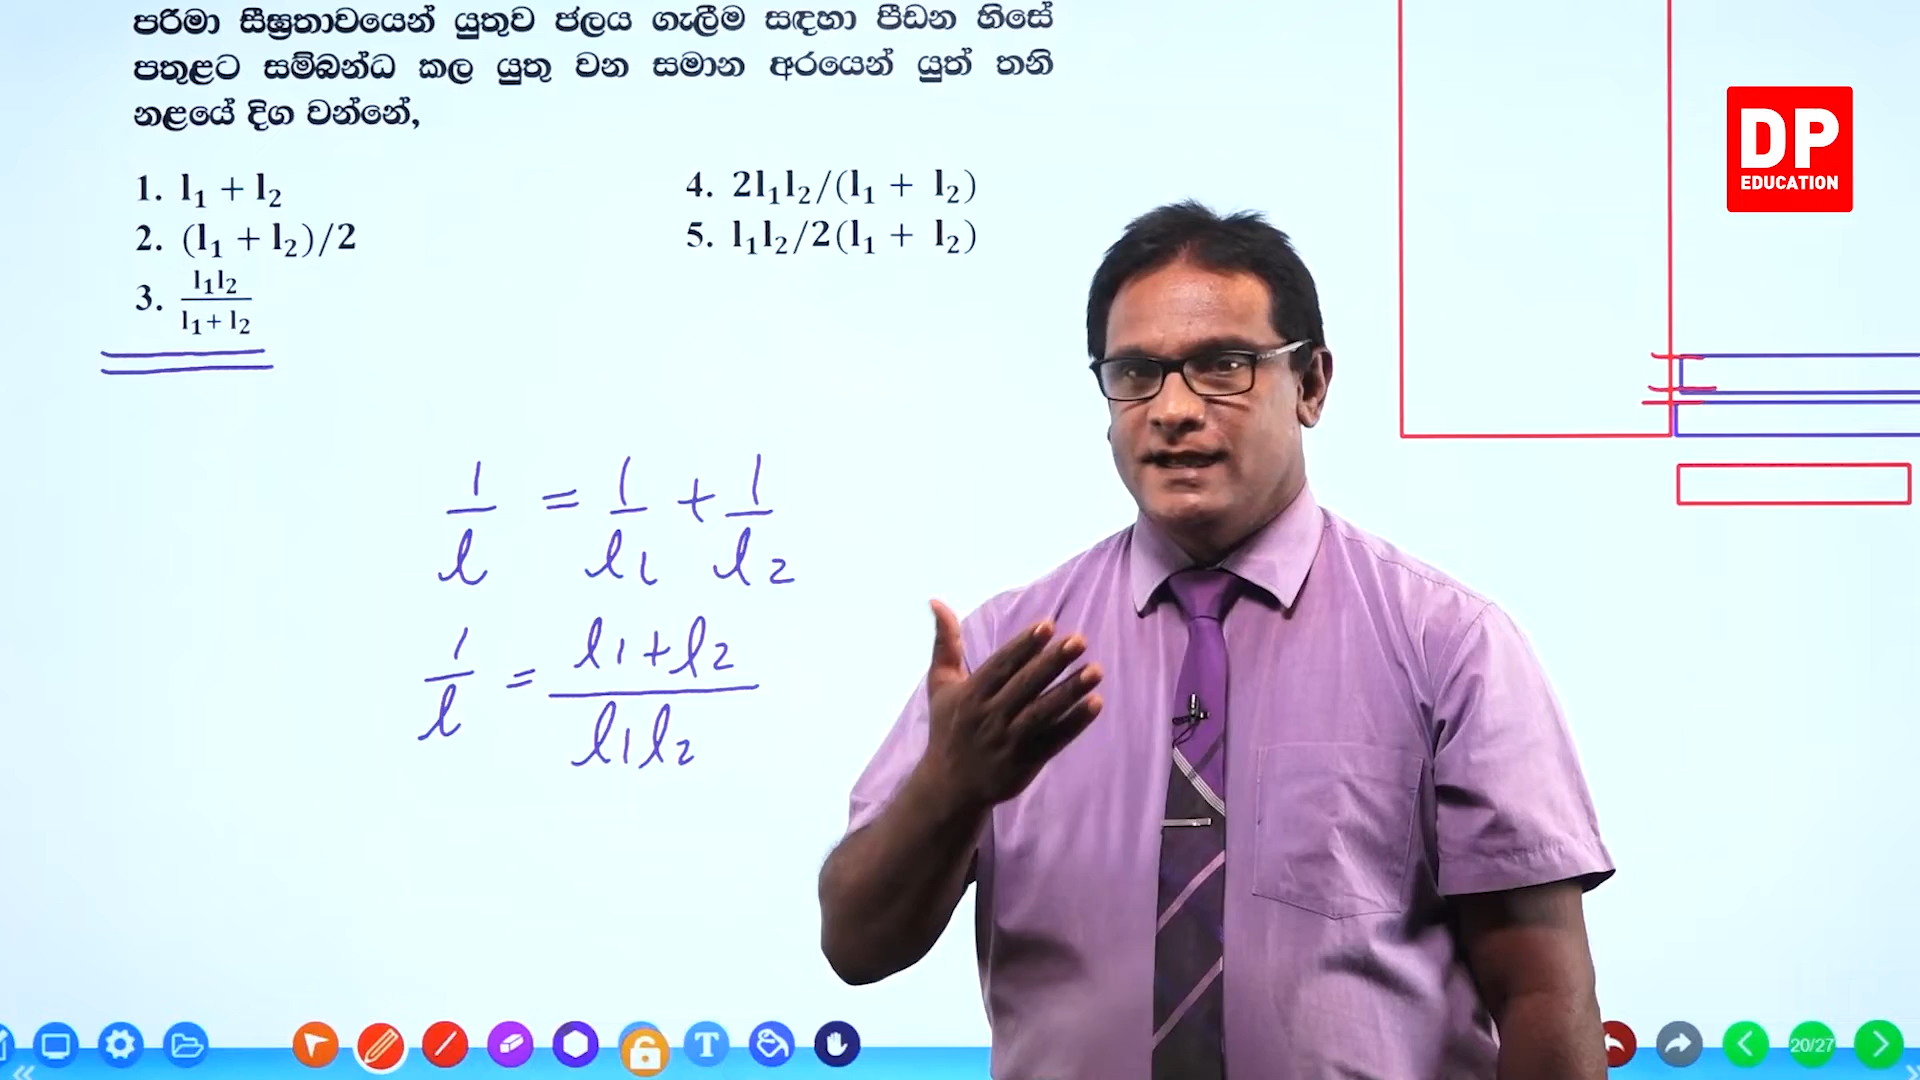 පරිමා සීඝ්‍රතාවයෙන් යුතුව ජලය ගැලීම සඳහා පීඩන හිසේ
පතුළට සම්බන්ධ කල යුතු වන සමාන අරයෙන් යුත් තනි
නළයේ දිග වන්නේ,
1. l₁ + l₂
2. (l₁ + l₂)/2
3. l₁l₂ / l₁ + l₂
4. 2l₁l₂/(l₁ + l₂)
5. l₁l₂/2(l₁ + l₂)
1/l = 1/l₁ + 1/l₂
1/l = l₁ + l₂ / l₁l₂
DP
EDUCATION
T
20/27